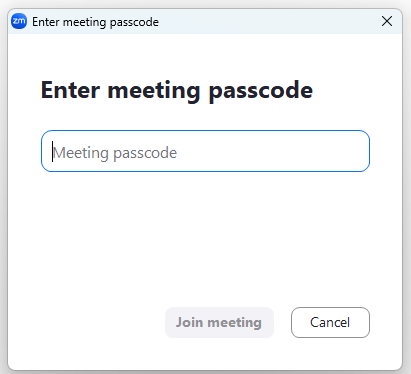 zm Enter meeting passcode
Enter meeting passcode
Meeting passcode
Join meeting Cancel